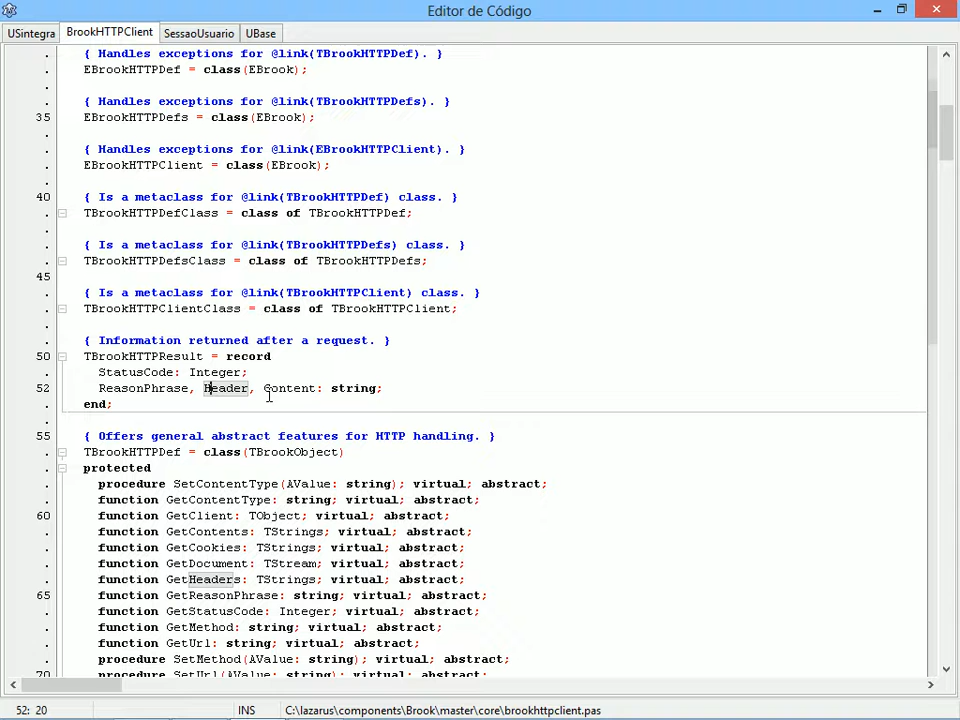 Editor de Código
USintegra BrookHTTPClient SessaoUsuario UBase
{ Handles exceptions for @link(TBrookHTTPDef). }
EBrookHTTPDef = class(EBrook);
{ Handles exceptions for @link(TBrookHTTPDefs). }
35 EBrookHTTPDefs = class(EBrook);
{ Handles exceptions for @link(EBrookHTTPClient). }
EBrookHTTPClient = class(EBrook);
40 { Is a metaclass for @link(TBrookHTTPDef) class. }
TBrookHTTPDefClass = class of TBrookHTTPDef;
{ Is a metaclass for @link(TBrookHTTPDefs) class. }
TBrookHTTPDefsClass = class of TBrookHTTPDefs;
45
{ Is a metaclass for @link(TBrookHTTPClient) class. }
TBrookHTTPClientClass = class of TBrookHTTPClient;
{ Information returned after a request. }
50 TBrookHTTPResult = record
StatusCode: Integer;
52 ReasonPhrase, Header, Content: string;
end;
55 { Offers general abstract features for HTTP handling. }
TBrookHTTPDef = class(TBrookObject)
protected
procedure SetContentType(AValue: string); virtual; abstract;
function GetContentType: string; virtual; abstract;
60 function GetClient: TObject; virtual; abstract;
function GetContents: TStrings; virtual; abstract;
function GetCookies: TStrings; virtual; abstract;
function GetDocument: TStream; virtual; abstract;
function GetHeaders: TStrings; virtual; abstract;
65 function GetReasonPhrase: string; virtual; abstract;
function GetStatusCode: Integer; virtual; abstract;
function GetMethod: string; virtual; abstract;
function GetUrl: string; virtual; abstract;
procedure SetMethod(AValue: string); virtual; abstract;
70 procedure SetUrl(AValue: string); virtual; abstract;
52: 20 INS C:\lazarus\components\Brook\master\core\brookhttpclient.pas